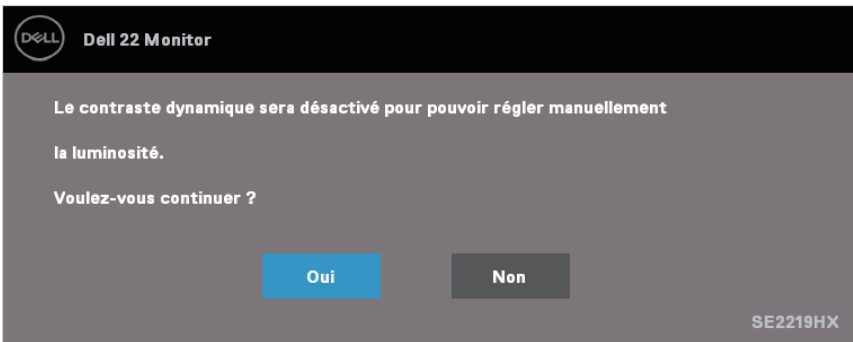 DELL
Dell 22 Monitor
Le contraste dynamique sera désactivé pour pouvoir régler manuellement
la luminosité.
Voulez-vous continuer ?
Oui
Non
SE2219HX